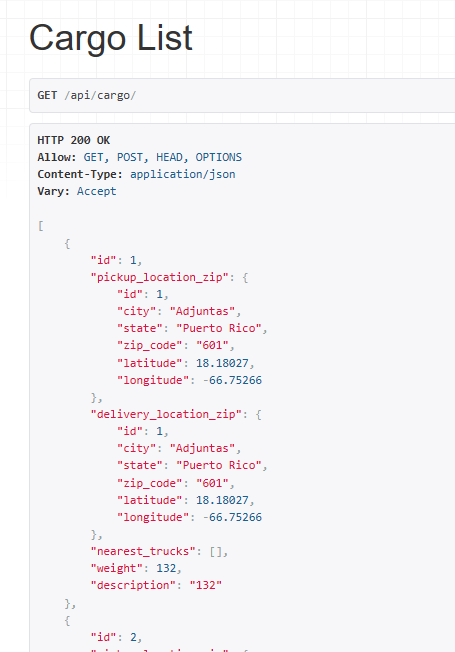 Cargo List
GET /api/cargo/
HTTP 200 OK
Allow: GET, POST, HEAD, OPTIONS
Content-Type: application/json
Vary: Accept
[
    {
        "id": 1,
        "pickup_location_zip": {
            "id": 1,
            "city": "Adjuntas",
            "state": "Puerto Rico",
            "zip_code": "601",
            "latitude": 18.18027,
            "longitude": -66.75266
        },
        "delivery_location_zip": {
            "id": 1,
            "city": "Adjuntas",
            "state": "Puerto Rico",
            "zip_code": "601",
            "latitude": 18.18027,
            "longitude": -66.75266
        },
        "nearest_trucks": [],
        "weight": 132,
        "description": "132"
    },
    {
        "id": 2,